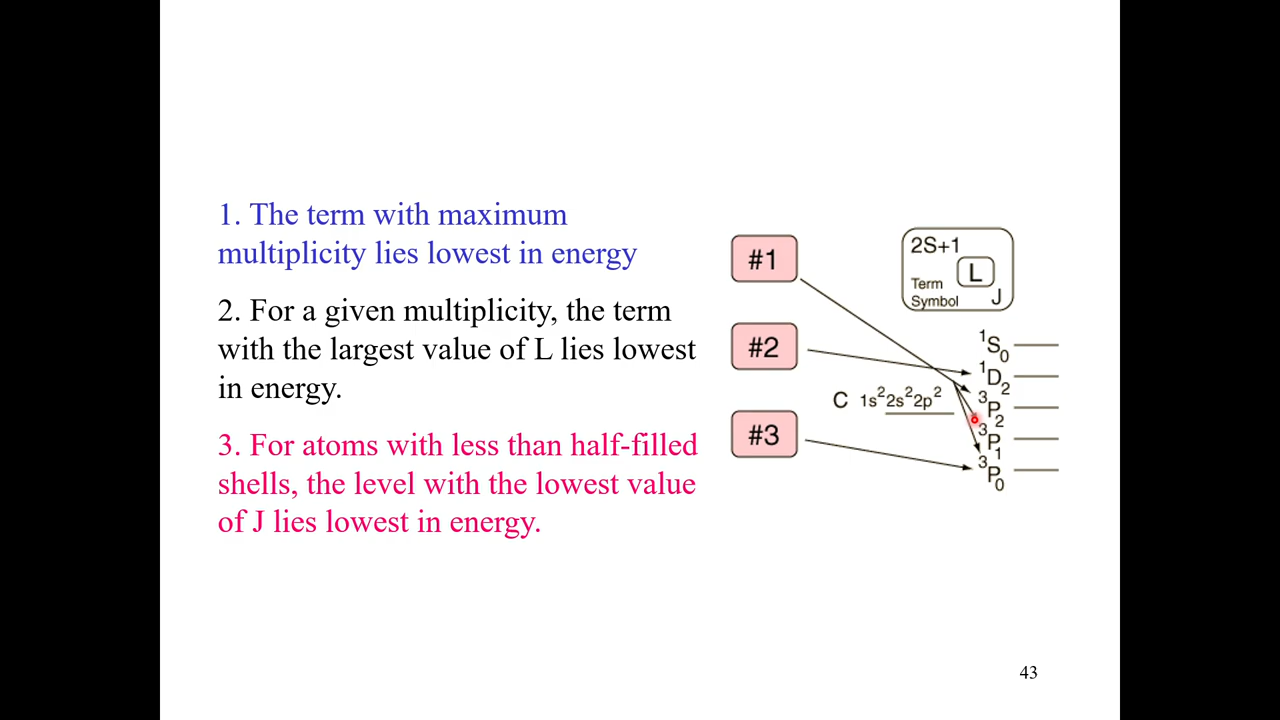 1. The term with maximum
multiplicity lies lowest in energy
2. For a given multiplicity, the term
with the largest value of L lies lowest
in energy.
3. For atoms with less than half-filled
shells, the level with the lowest value
of J lies lowest in energy.
#1
#2
#3
2S+1
L
Term
Symbol
J
C 1s²2s²2p²
¹S₀
¹D₂
³P₂
³P₁
³P₀
43